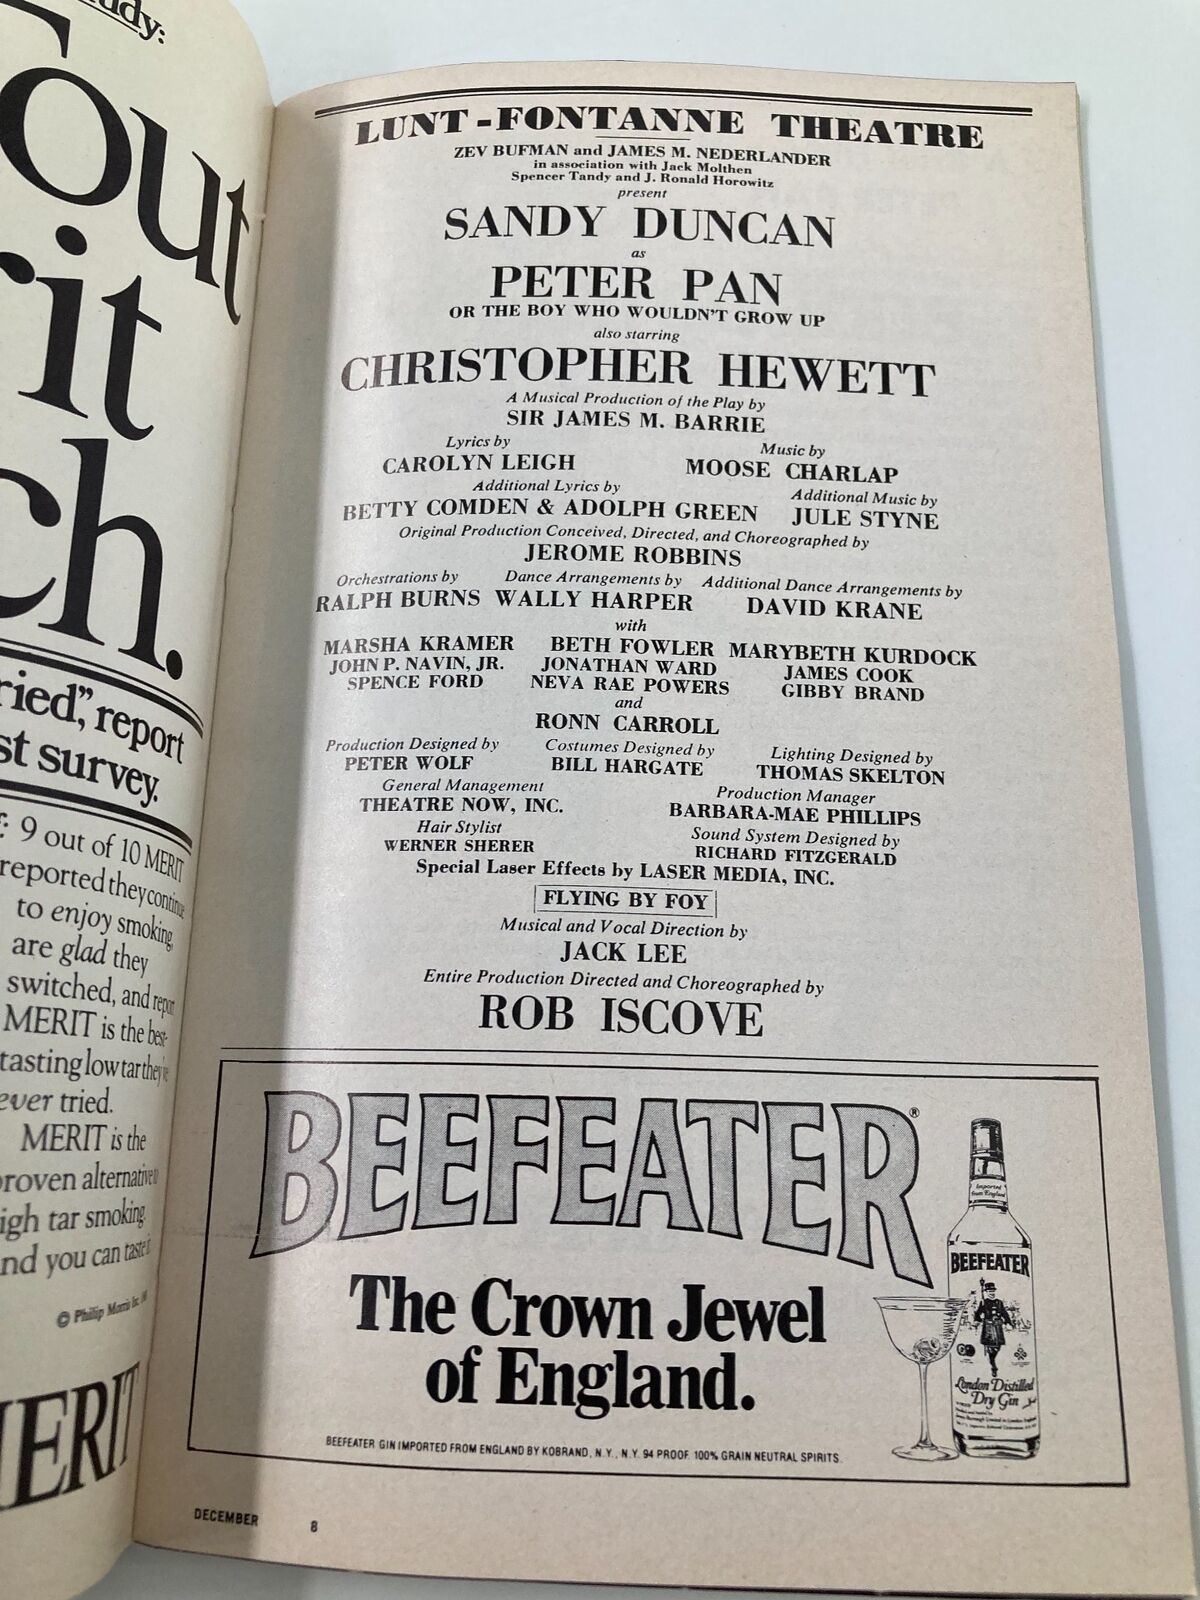 udy:
Tout
rit
ch.
ried," report
st survey.
: 9 out of 10 MERIT
reported they continue
to enjoy smoking,
are glad they
switched, and report
MERIT is the best-
tasting low tar they've
ever tried.
MERIT is the
proven alternative to
igh tar smoking.
nd you can taste it.
© Philip Morris Inc.
MERIT
LUNT-FONTANNE THEATRE
ZEV BUFMAN and JAMES M. NEDERLANDER
in association with Jack Molthen
Spencer Tandy and J. Ronald Horowitz
present
SANDY DUNCAN
as
PETER PAN
OR THE BOY WHO WOULDN'T GROW UP
also starring
CHRISTOPHER HEWETT
A Musical Production of the Play by
SIR JAMES M. BARRIE
Lyrics by Music by
CAROLYN LEIGH MOOSE CHARLAP
Additional Lyrics by Additional Music by
BETTY COMDEN & ADOLPH GREEN JULE STYNE
Original Production Conceived, Directed, and Choreographed by
JEROME ROBBINS
Orchestrations by Dance Arrangements by Additional Dance Arrangements by
RALPH BURNS WALLY HARPER DAVID KRANE
with
MARSHA KRAMER BETH FOWLER MARYBETH KURDOCK
JOHN P. NAVIN, JR. JONATHAN WARD JAMES COOK
SPENCE FORD NEVA RAE POWERS GIBBY BRAND
and
RONN CARROLL
Production Designed by Costumes Designed by Lighting Designed by
PETER WOLF BILL HARGATE THOMAS SKELTON
General Management Production Manager
THEATRE NOW, INC. BARBARA-MAE PHILLIPS
Hair Stylist Sound System Designed by
WERNER SHERER RICHARD FITZGERALD
Special Laser Effects by LASER MEDIA, INC.
FLYING BY FOY
Musical and Vocal Direction by
JACK LEE
Entire Production Directed and Choreographed by
ROB ISCOVE
BEEFEATER®
The Crown Jewel
of England.
Imported
from England
BEEFEATER
London Distilled
Dry Gin
BEEFEATER GIN IMPORTED FROM ENGLAND BY KOBRAND, N.Y., N.Y. 94 PROOF. 100% GRAIN NEUTRAL SPIRITS.
DECEMBER 8